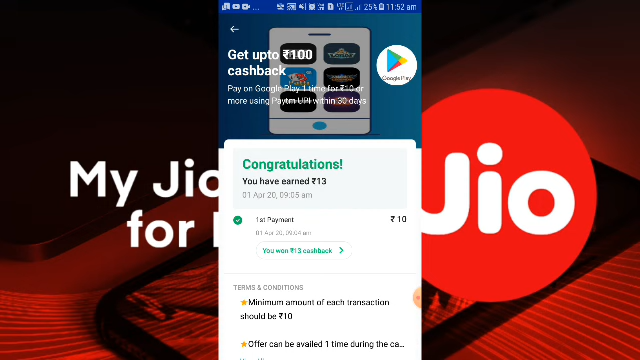 25% 11:52 am
Get upto ₹100
cashback
Pay on Google Play 1 time for ₹10 or
more using Paytm UPI within 30 days
Google Play
Congratulations!
You have earned ₹13
01 Apr 20, 09:05 am
1st Payment
₹ 10
01 Apr 20, 09:04 am
You won ₹13 cashback
TERMS & CONDITIONS
Minimum amount of each transaction
should be ₹10
Offer can be availed 1 time during the ca...
My Jio
for
Jio